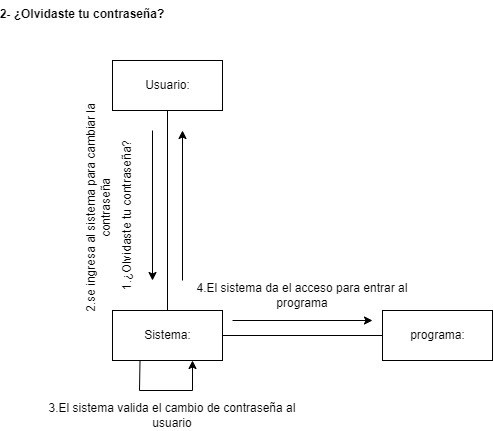 2- ¿Olvidaste tu contraseña?
Usuario:
2.se ingresa al sistema para cambiar la
contraseña
1.¿Olvidaste tu contraseña?
4.El sistema da el acceso para entrar al
programa
Sistema:
programa:
3.El sistema valida el cambio de contraseña al
usuario